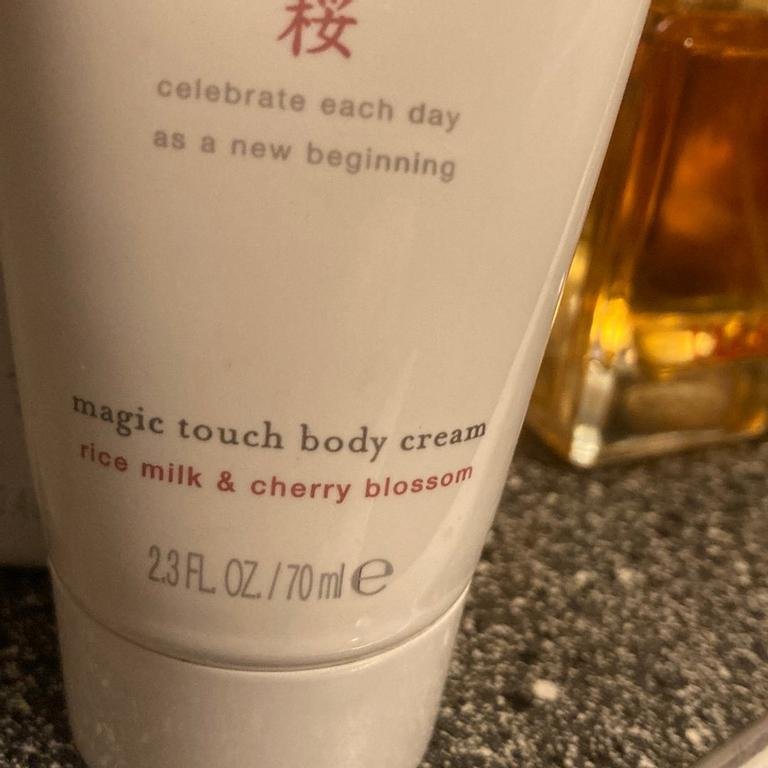 桜
celebrate each day
as a new beginning
magic touch body cream
rice milk & cherry blossom
2.3 FL. OZ. / 70 ml ℮